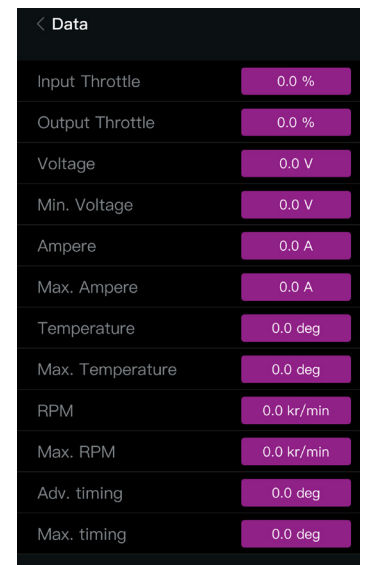 < Data
Input Throttle 0.0 %
Output Throttle 0.0 %
Voltage 0.0 V
Min. Voltage 0.0 V
Ampere 0.0 A
Max. Ampere 0.0 A
Temperature 0.0 deg
Max. Temperature 0.0 deg
RPM 0.0 kr/min
Max. RPM 0.0 kr/min
Adv. timing 0.0 deg
Max. timing 0.0 deg